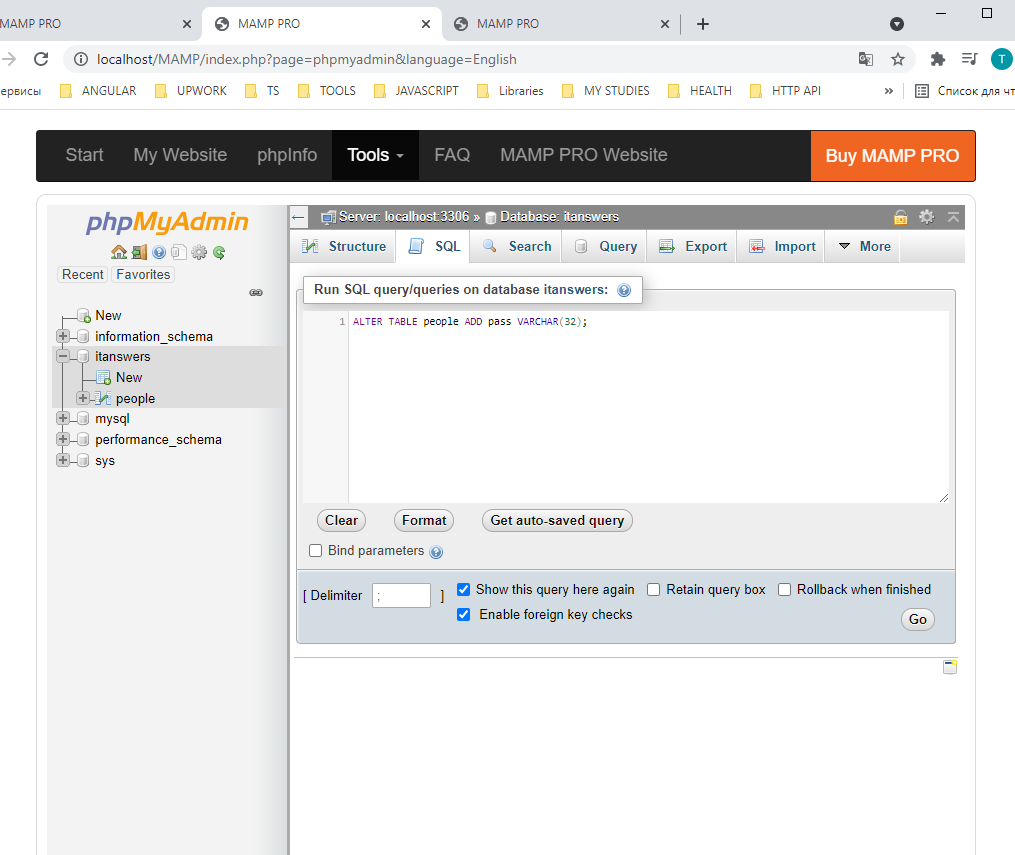 MAMP PRO
MAMP PRO
MAMP PRO
localhost/MAMP/index.php?page=phpmyadmin&language=English
T
ервисы
ANGULAR
UPWORK
TS
TOOLS
JAVASCRIPT
Libraries
MY STUDIES
HEALTH
HTTP API
»
Список для чт
Start
My Website
phpInfo
Tools
FAQ
MAMP PRO Website
Buy MAMP PRO
phpMyAdmin
Recent
Favorites
New
information_schema
itanswers
New
people
mysql
performance_schema
sys
Server: localhost:3306 » Database: itanswers
Structure
SQL
Search
Query
Export
Import
More
Run SQL query/queries on database itanswers:
1 ALTER TABLE people ADD pass VARCHAR(32);
Clear
Format
Get auto-saved query
Bind parameters
[ Delimiter ; ]
Show this query here again
Retain query box
Rollback when finished
Enable foreign key checks
Go